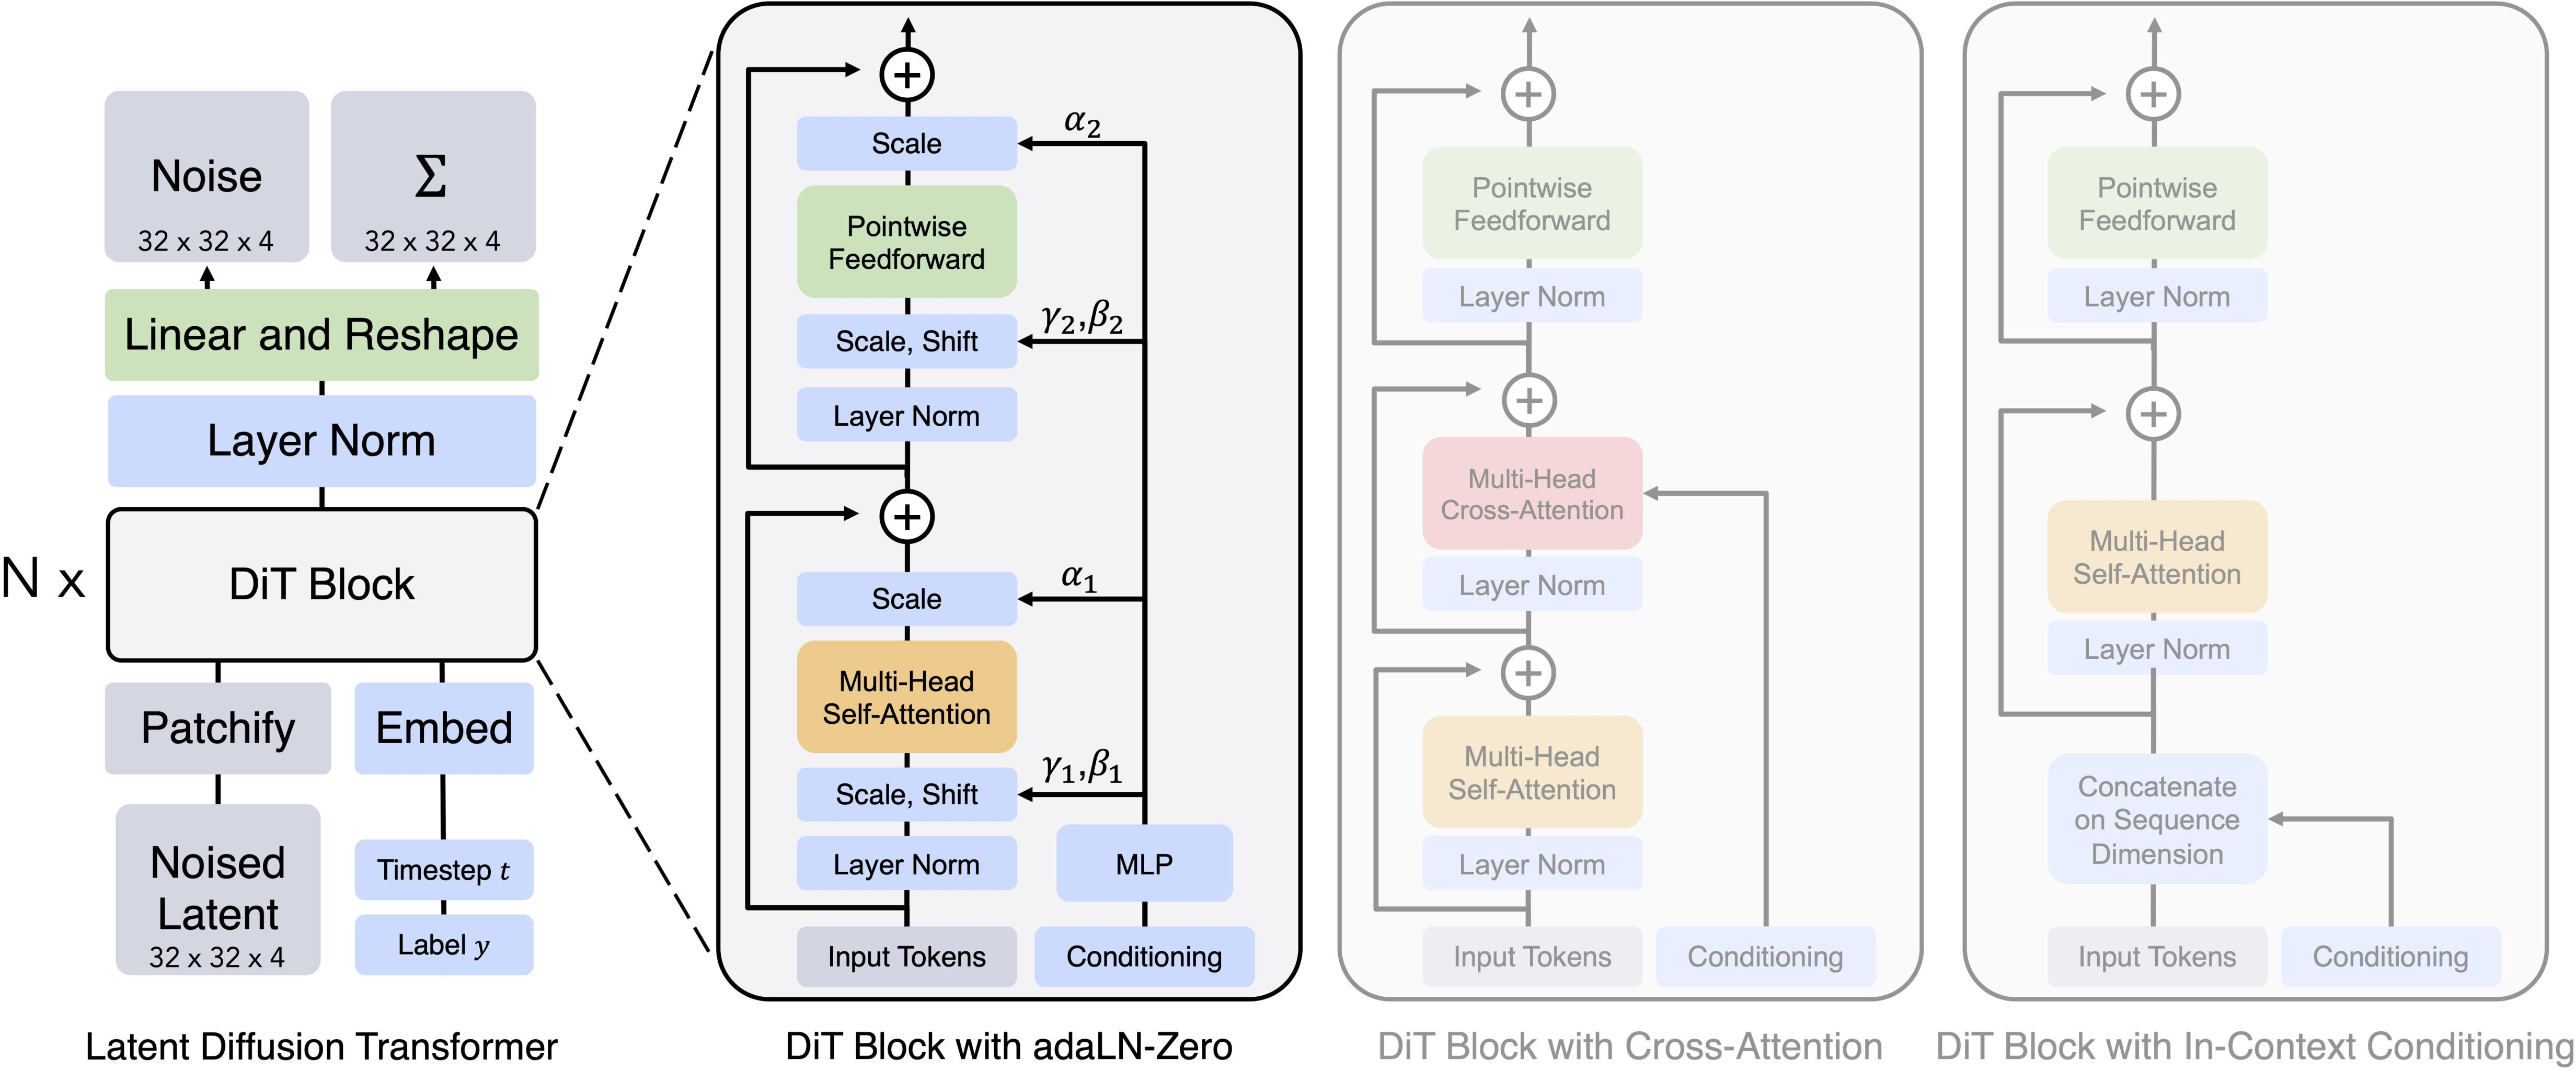 Noise
32 x 32 x 4
Σ
32 x 32 x 4
Linear and Reshape
Layer Norm
N x
DiT Block
Patchify
Embed
Noised
Latent
32 x 32 x 4
Timestep t
Label y
Latent Diffusion Transformer
+
Scale
α₂
Pointwise
Feedforward
Scale, Shift
γ₂,β₂
Layer Norm
+
Scale
α₁
Multi-Head
Self-Attention
Scale, Shift
γ₁,β₁
Layer Norm
MLP
Input Tokens
Conditioning
DiT Block with adaLN-Zero
+
Pointwise
Feedforward
Layer Norm
+
Multi-Head
Cross-Attention
Layer Norm
+
Multi-Head
Self-Attention
Layer Norm
Input Tokens
Conditioning
DiT Block with Cross-Attention
+
Pointwise
Feedforward
Layer Norm
+
Multi-Head
Self-Attention
Layer Norm
Concatenate
on Sequence
Dimension
Input Tokens
Conditioning
DiT Block with In-Context Conditioning